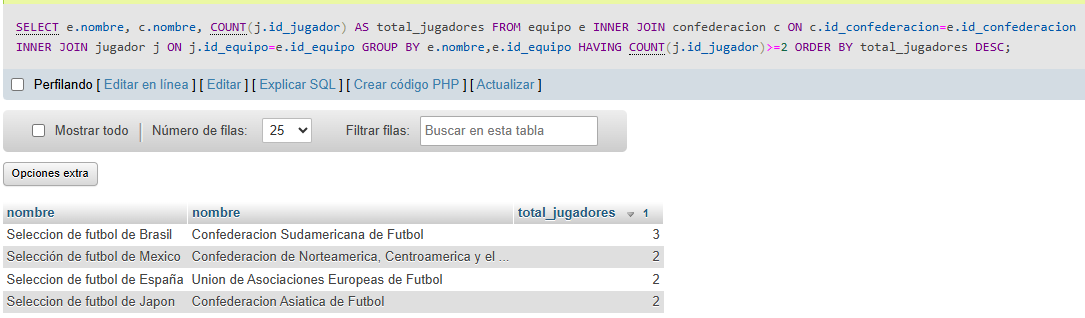 SELECT e.nombre, c.nombre, COUNT(j.id_jugador) AS total_jugadores FROM equipo e INNER JOIN confederacion c ON c.id_confederacion=e.id_confederacion
INNER JOIN jugador j ON j.id_equipo=e.id_equipo GROUP BY e.nombre,e.id_equipo HAVING COUNT(j.id_jugador)>=2 ORDER BY total_jugadores DESC;
Perfilando [ Editar en línea ] [ Editar ] [ Explicar SQL ] [ Crear código PHP ] [ Actualizar ]
Mostrar todo Número de filas: 25 Filtrar filas: Buscar en esta tabla
Opciones extra
nombre nombre total_jugadores 1
Seleccion de futbol de Brasil Confederacion Sudamericana de Futbol 3
Selección de futbol de Mexico Confederacion de Norteamerica, Centroamerica y el ... 2
Seleccion de futbol de España Union de Asociaciones Europeas de Futbol 2
Seleccion de futbol de Japon Confederacion Asiatica de Futbol 2